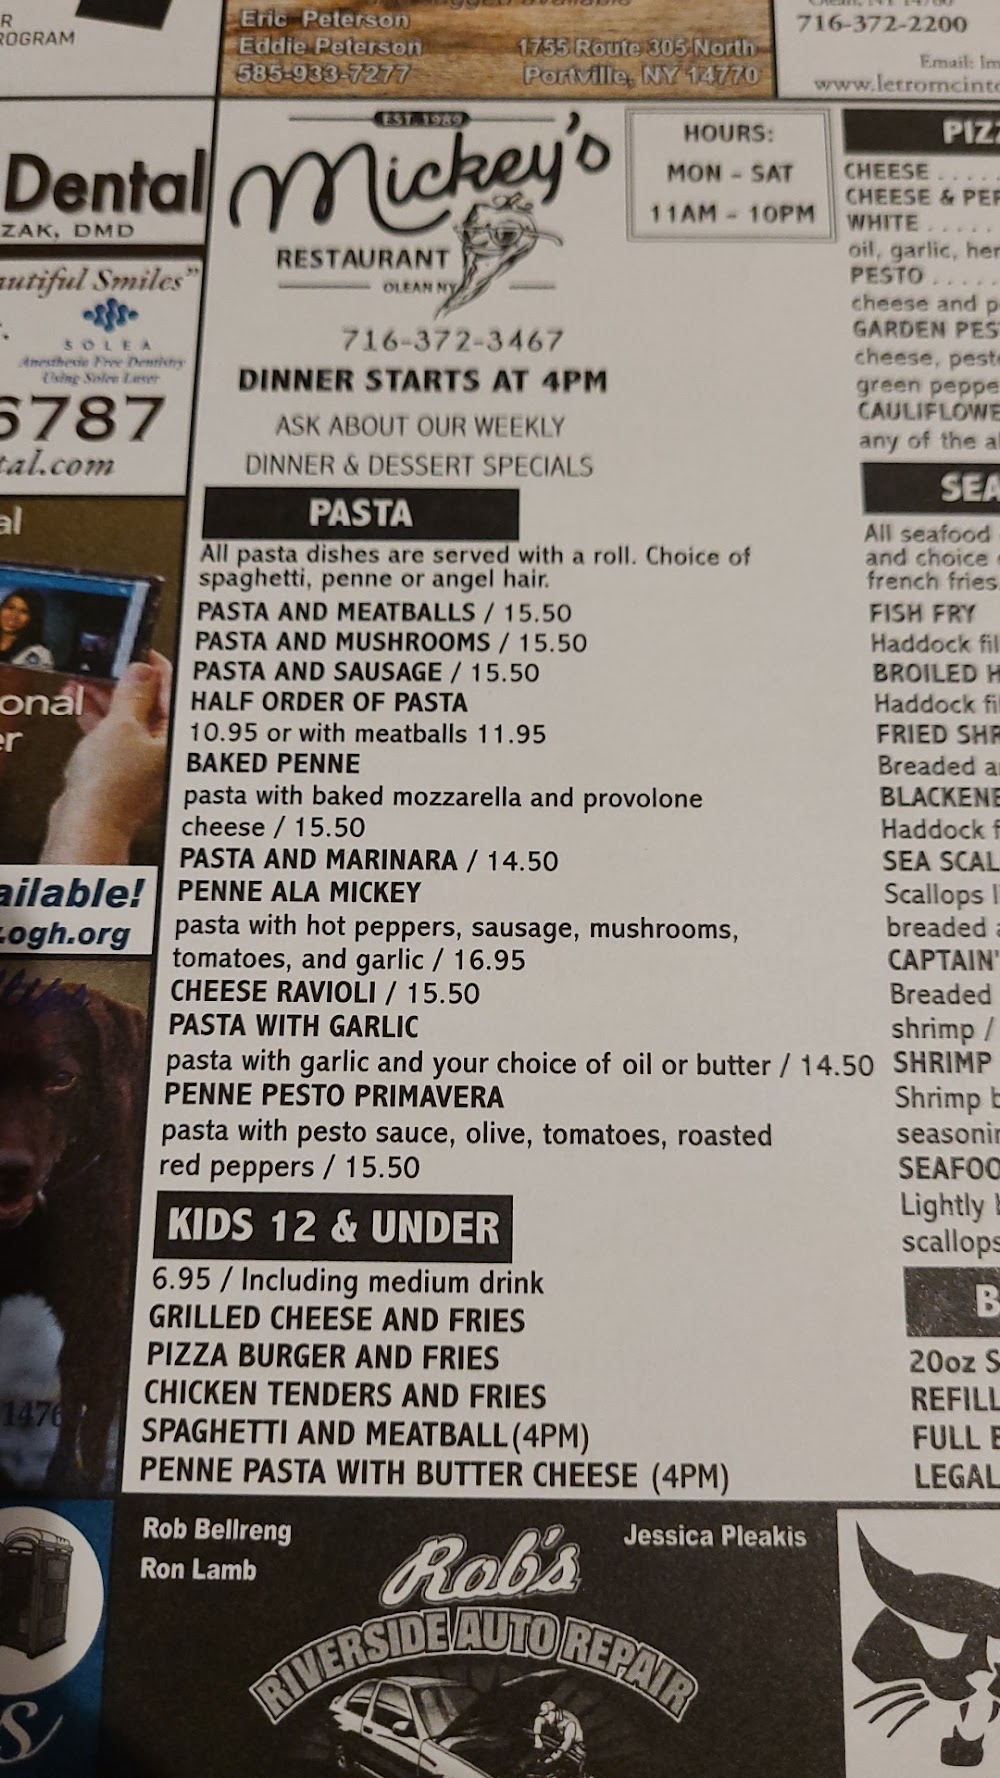 ROGRAM
Eric Peterson
Eddie Peterson
585-933-7277
1755 Route 305 North
Portville, NY 14770
716-372-2200
Email:
www.letromcint
Dental
ZAK, DMD
autiful Smiles”
SOLEA
Anesthesia Free Dentistry
Using Solea Laser
6787
tal.com
al
onal
er
ailable!
.ogh.org
1476
EST. 1989
Mickey's
RESTAURANT
OLEAN NY
HOURS:
MON - SAT
11AM - 10PM
716-372-3467
DINNER STARTS AT 4PM
ASK ABOUT OUR WEEKLY
DINNER & DESSERT SPECIALS
PASTA
All pasta dishes are served with a roll. Choice of
spaghetti, penne or angel hair.
PASTA AND MEATBALLS / 15.50
PASTA AND MUSHROOMS / 15.50
PASTA AND SAUSAGE / 15.50
HALF ORDER OF PASTA
10.95 or with meatballs 11.95
BAKED PENNE
pasta with baked mozzarella and provolone
cheese / 15.50
PASTA AND MARINARA / 14.50
PENNE ALA MICKEY
pasta with hot peppers, sausage, mushrooms,
tomatoes, and garlic / 16.95
CHEESE RAVIOLI / 15.50
PASTA WITH GARLIC
pasta with garlic and your choice of oil or butter / 14.50
PENNE PESTO PRIMAVERA
pasta with pesto sauce, olive, tomatoes, roasted
red peppers / 15.50
KIDS 12 & UNDER
6.95 / Including medium drink
GRILLED CHEESE AND FRIES
PIZZA BURGER AND FRIES
CHICKEN TENDERS AND FRIES
SPAGHETTI AND MEATBALL(4PM)
PENNE PASTA WITH BUTTER CHEESE (4PM)
PIZZ
CHEESE . . . . .
CHEESE & PEP
WHITE . . . . .
oil, garlic, her
PESTO . . . . .
cheese and p
GARDEN PES
cheese, pesto
green peppe
CAULIFLOWE
any of the a
SEA
All seafood
and choice
french fries
FISH FRY
Haddock fil
BROILED H
Haddock fi
FRIED SHR
Breaded a
BLACKENE
Haddock f
SEA SCAL
Scallops l
breaded a
CAPTAIN'
Breaded
shrimp /
SHRIMP
Shrimp b
seasonin
SEAFOO
Lightly b
scallops
B
20oz S
REFILL
FULL B
LEGAL
Rob Bellreng
Ron Lamb
Jessica Pleakis
Rob's
RIVERSIDE AUTO REPAIR
s